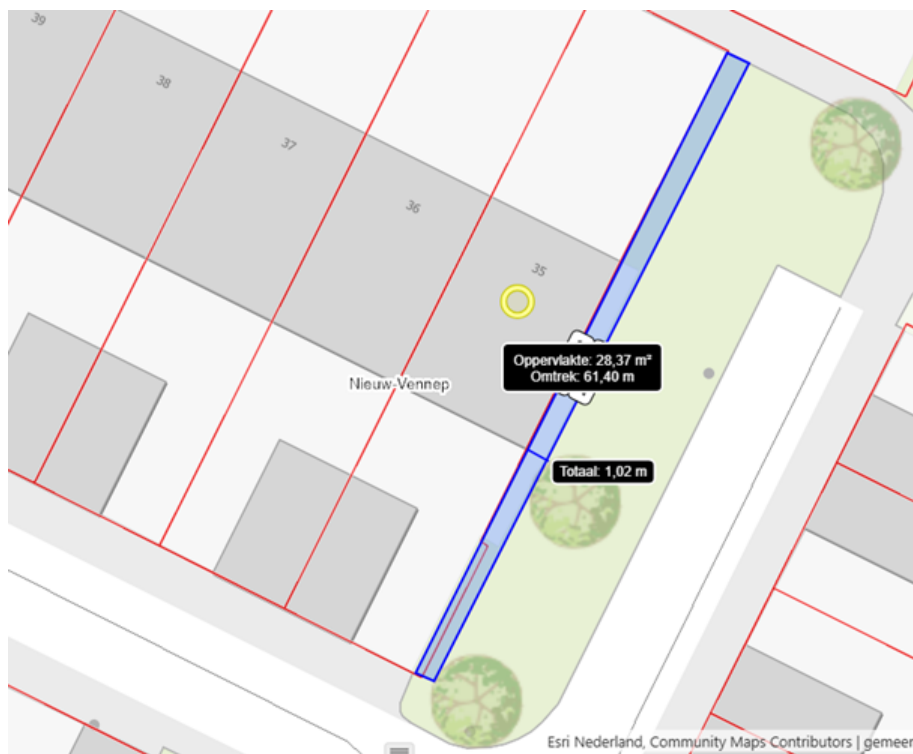 39
38
37
36
35
Oppervlakte: 28,37 m²
Omtrek: 61,40 m
Nieuw-Vennep
Totaal: 1,02 m
Esri Nederland, Community Maps Contributors | gemeer